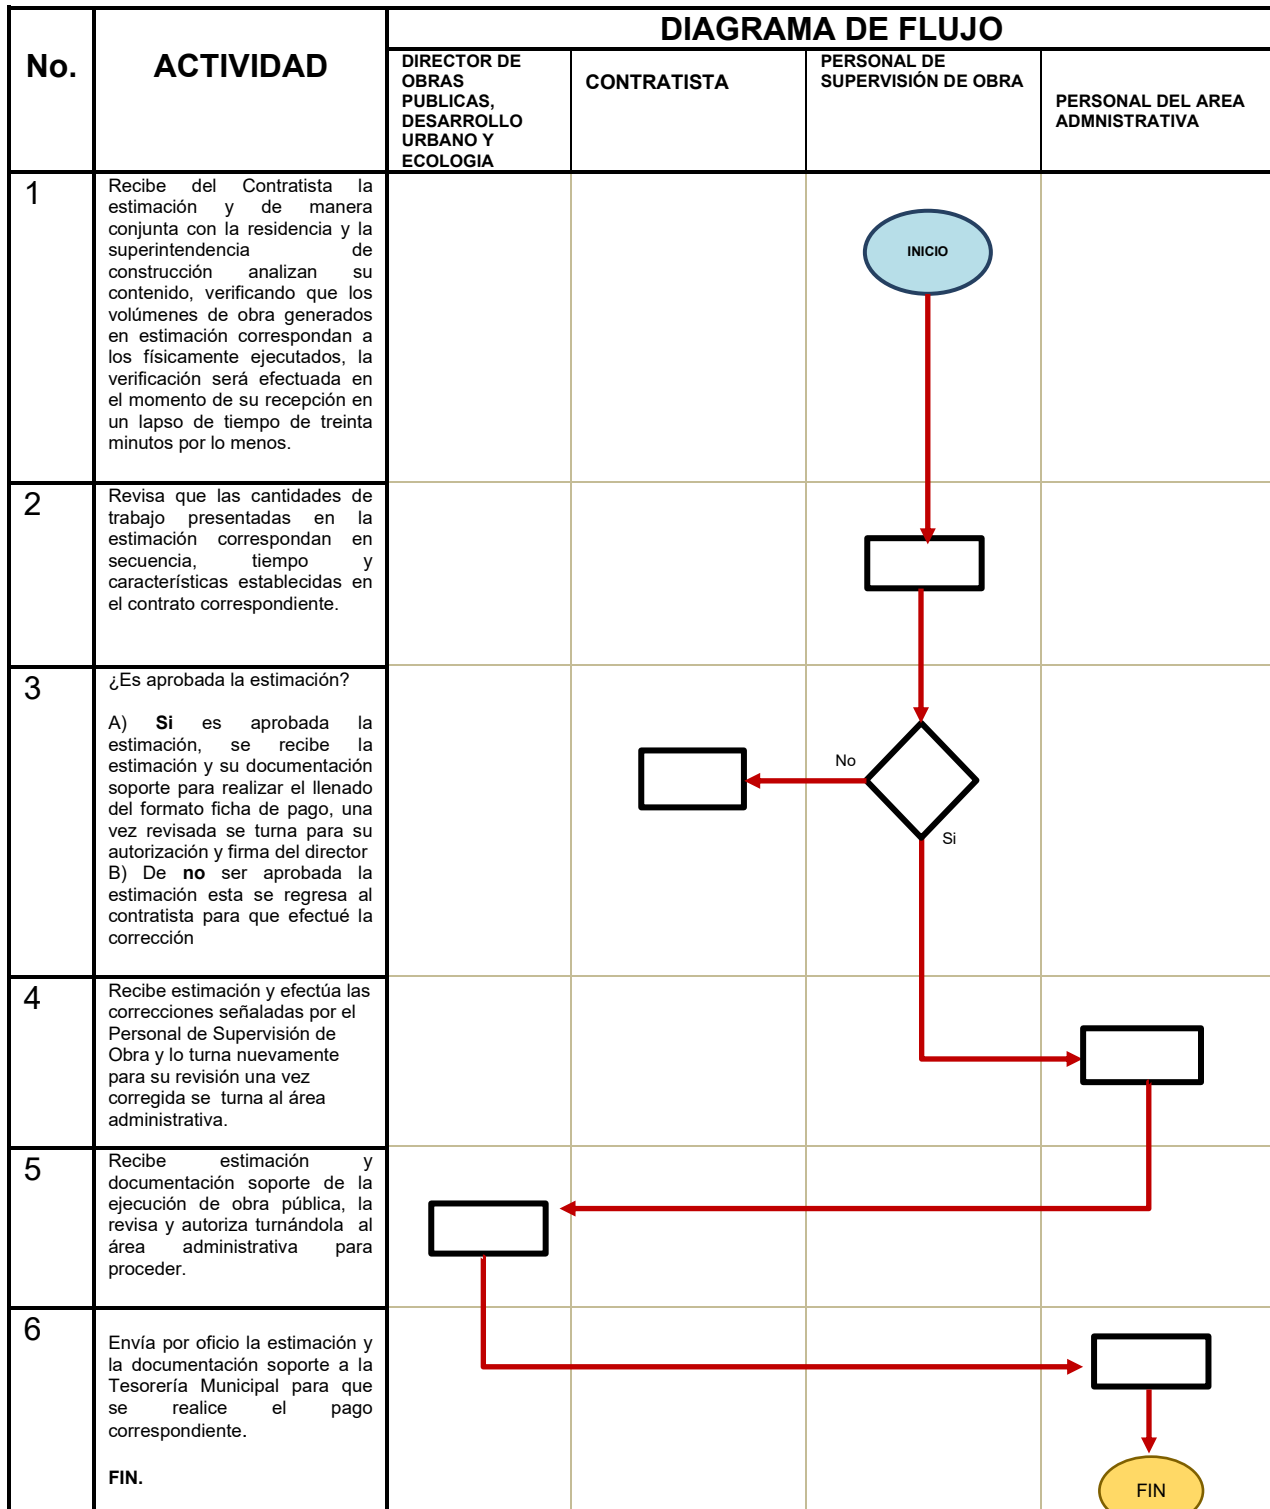 No.
ACTIVIDAD
DIAGRAMA DE FLUJO
DIRECTOR DE
OBRAS
PUBLICAS,
DESARROLLO
URBANO Y
ECOLOGIA
CONTRATISTA
PERSONAL DE
SUPERVISIÓN DE OBRA
PERSONAL DEL AREA
ADMNISTRATIVA
1
Recibe del Contratista la
estimación y de manera
conjunta con la residencia y la
superintendencia de
construcción analizan su
contenido, verificando que los
volúmenes de obra generados
en estimación correspondan a
los físicamente ejecutados, la
verificación será efectuada en
el momento de su recepción en
un lapso de tiempo de treinta
minutos por lo menos.
INICIO
2
Revisa que las cantidades de
trabajo presentadas en la
estimación correspondan en
secuencia, tiempo y
características establecidas en
el contrato correspondiente.
3
¿Es aprobada la estimación?
A) Si es aprobada la
estimación, se recibe la
estimación y su documentación
soporte para realizar el llenado
del formato ficha de pago, una
vez revisada se turna para su
autorización y firma del director
B) De no ser aprobada la
estimación esta se regresa al
contratista para que efectué la
corrección
No
Si
4
Recibe estimación y efectúa las
correcciones señaladas por el
Personal de Supervisión de
Obra y lo turna nuevamente
para su revisión una vez
corregida se turna al área
administrativa.
5
Recibe estimación y
documentación soporte de la
ejecución de obra pública, la
revisa y autoriza turnándola al
área administrativa para
proceder.
6
Envía por oficio la estimación y
la documentación soporte a la
Tesorería Municipal para que
se realice el pago
correspondiente.
FIN.
FIN